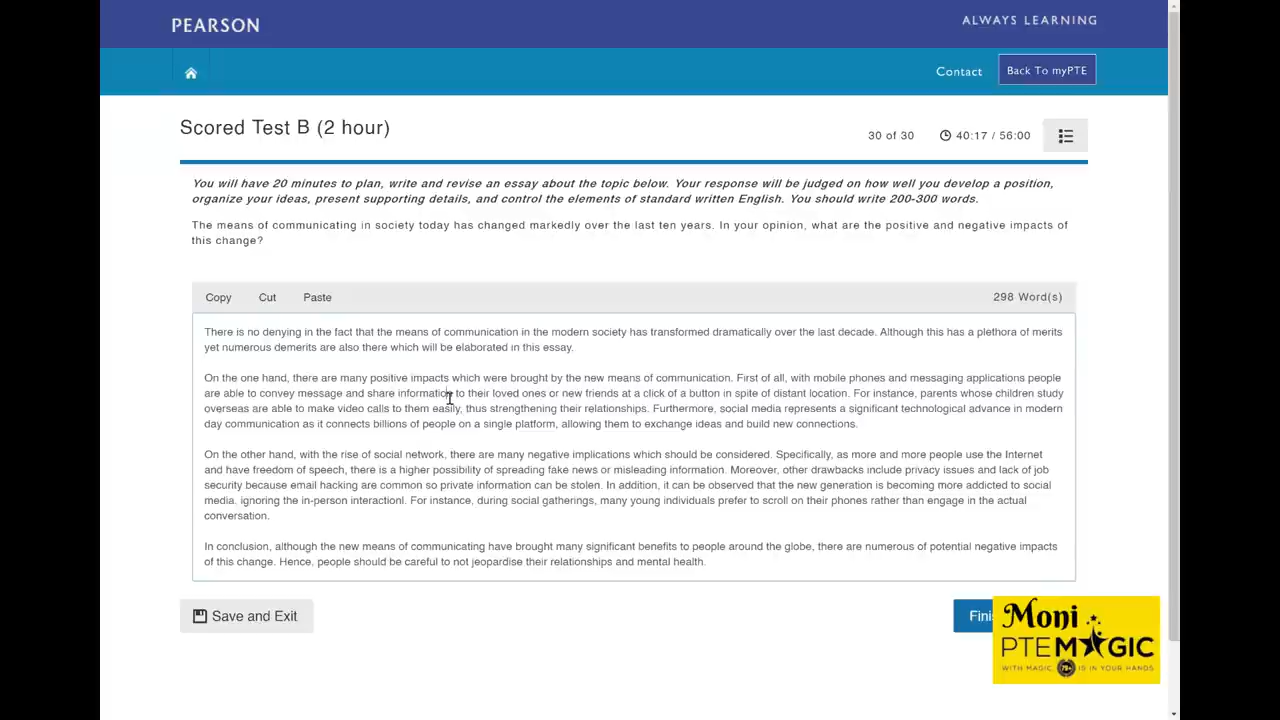 PEARSON
ALWAYS LEARNING
Contact
Back To myPTE
Scored Test B (2 hour)
30 of 30
40:17 / 56:00
You will have 20 minutes to plan, write and revise an essay about the topic below. Your response will be judged on how well you develop a position,
organize your ideas, present supporting details, and control the elements of standard written English. You should write 200-300 words.
The means of communicating in society today has changed markedly over the last ten years. In your opinion, what are the positive and negative impacts of
this change?
Copy
Cut
Paste
298 Word(s)
There is no denying in the fact that the means of communication in the modern society has transformed dramatically over the last decade. Although this has a plethora of merits
yet numerous demerits are also there which will be elaborated in this essay.
On the one hand, there are many positive impacts which were brought by the new means of communication. First of all, with mobile phones and messaging applications people
are able to convey message and share information to their loved ones or new friends at a click of a button in spite of distant location. For instance, parents whose children study
overseas are able to make video calls to them easily, thus strengthening their relationships. Furthermore, social media represents a significant technological advance in modern
day communication as it connects billions of people on a single platform, allowing them to exchange ideas and build new connections.
On the other hand, with the rise of social network, there are many negative implications which should be considered. Specifically, as more and more people use the Internet
and have freedom of speech, there is a higher possibility of spreading fake news or misleading information. Moreover, other drawbacks include privacy issues and lack of job
security because email hacking are common so private information can be stolen. In addition, it can be observed that the new generation is becoming more addicted to social
media, ignoring the in-person interactionl. For instance, during social gatherings, many young individuals prefer to scroll on their phones rather than engage in the actual
conversation.
In conclusion, although the new means of communicating have brought many significant benefits to people around the globe, there are numerous of potential negative impacts
of this change. Hence, people should be careful to not jeopardise their relationships and mental health.
Save and Exit
Fini
Moni
PTE MAGIC
WITH MAGIC, 79+ IS IN YOUR HANDS